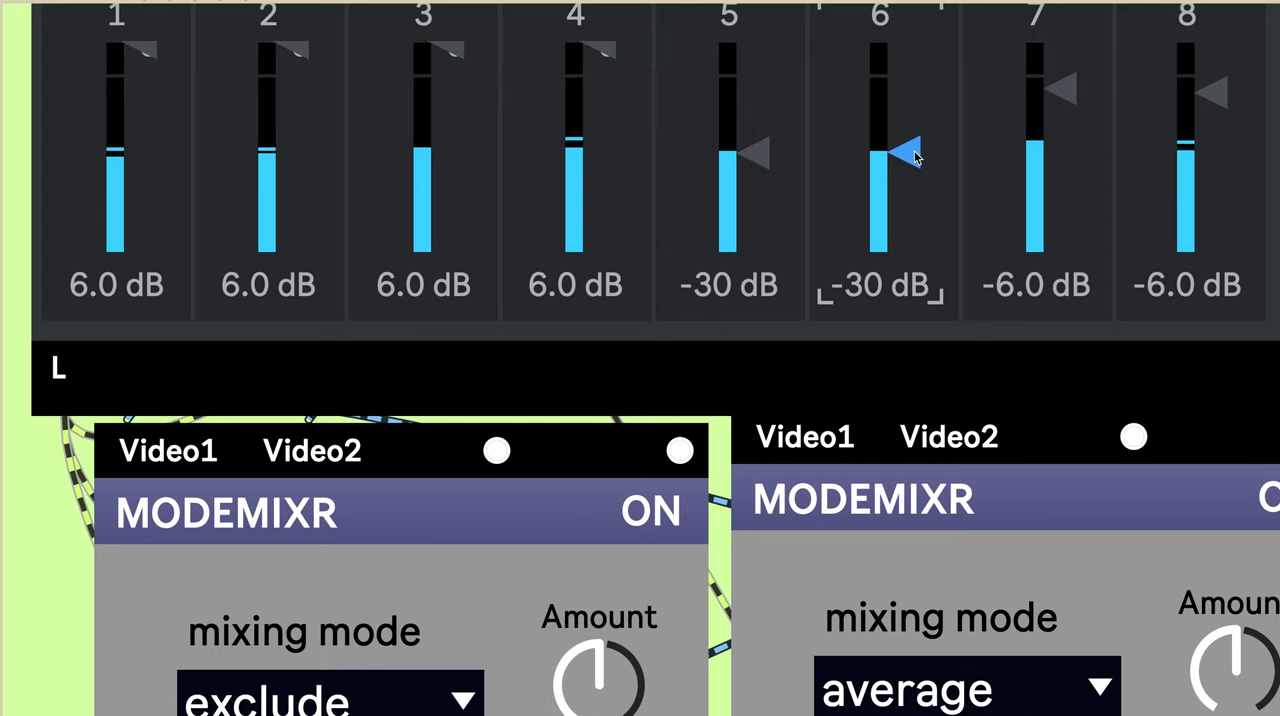 1 2 3 4 5 6 7 8
6.0 dB 6.0 dB 6.0 dB 6.0 dB -30 dB -30 dB -6.0 dB -6.0 dB
L
Video1 Video2 Video1 Video2
MODEMIXR ON MODEMIXR
mixing mode Amount mixing mode Amoun
exclude average